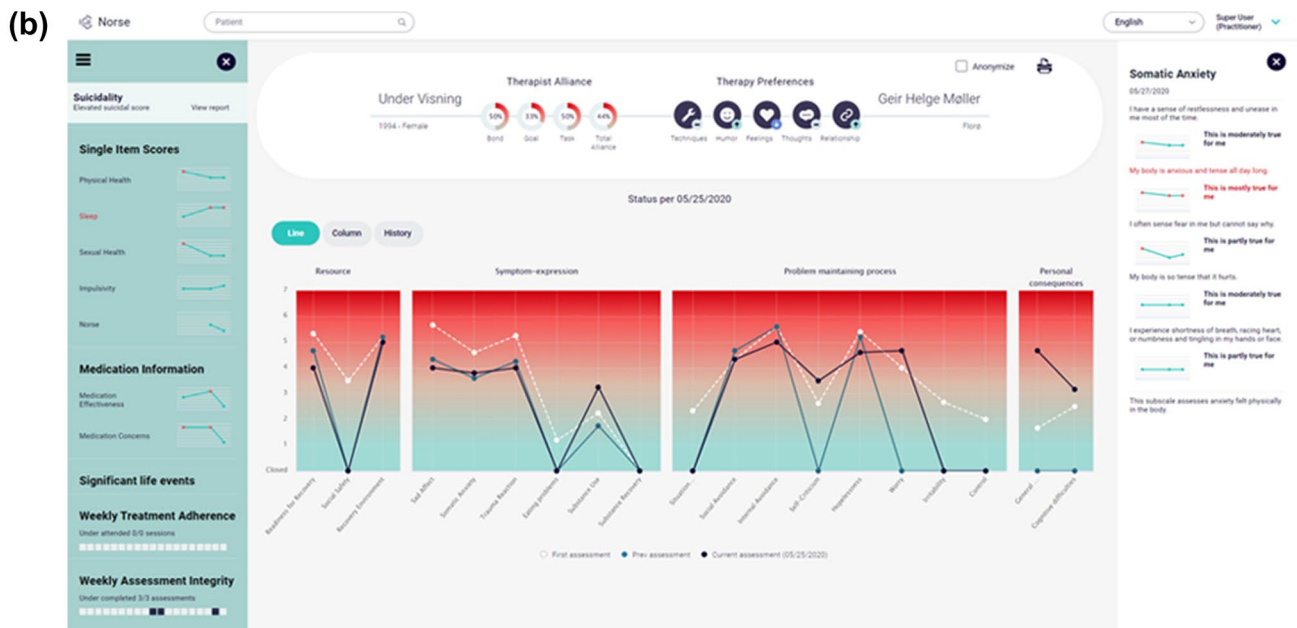 (b)
Norse
Patient
English
Super User
(Practitioner)
Suicidality
Elevated suicidal score
View report
Single Item Scores
Physical Health
Sleep
Sexual Health
Impulsivity
Norse
Medication Information
Medication
Effectiveness
Medication Concerns
Significant life events
Weekly Treatment Adherence
Under attended 0/0 sessions
Weekly Assessment Integrity
Under completed 3/3 assessments
Anonymize
Therapist Alliance
Therapy Preferences
Under Visning
Geir Helge Møller
1994 - Female
Flora
50%
33%
50%
44%
Bond
Goal
Task
Total
Alliance
Techniques
Humor
Feelings
Thoughts
Relationship
Status per 05/25/2020
Line
Column
History
Resource
Symptom-expression
Problem maintaining process
Personal
consequences
7
6
5
4
3
2
1
Closed
Readiness for Recovery
Social Safety
Recovery Environment
Sad Affect
Somatic Anxiety
Trauma Reaction
Eating problems
Substance Use
Substance Recovery
Situation...
Social Avoidance
Internal Avoidance
Self-Criticism
Hopelessness
Worry
Irritability
Control
General ...
Cognitive difficulties
First assessment
Prev assessment
Current assessment (05/25/2020)
Somatic Anxiety
05/27/2020
I have a sense of restlessness and unease in
me most of the time.
This is moderately true
for me
My body is anxious and tense all day long.
This is mostly true for
me
I often sense fear in me but cannot say why.
This is partly true for
me
My body is so tense that it hurts.
This is moderately true
for me
I experience shortness of breath, racing heart,
or numbness and tingling in my hands or face.
This is partly true for
me
This subscale assesses anxiety felt physically
in the body